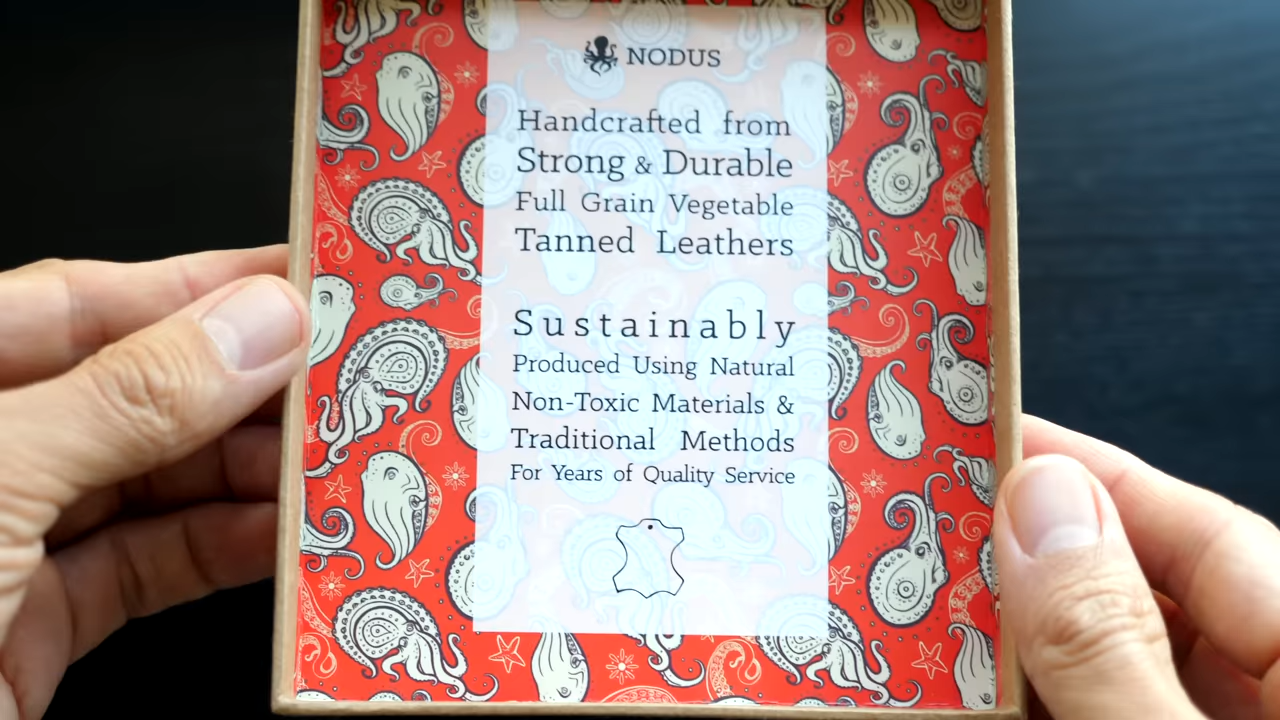 NODUS
Handcrafted from
Strong & Durable
Full Grain Vegetable
Tanned Leathers
Sustainably
Produced Using Natural
Non-Toxic Materials &
Traditional Methods
For Years of Quality Service